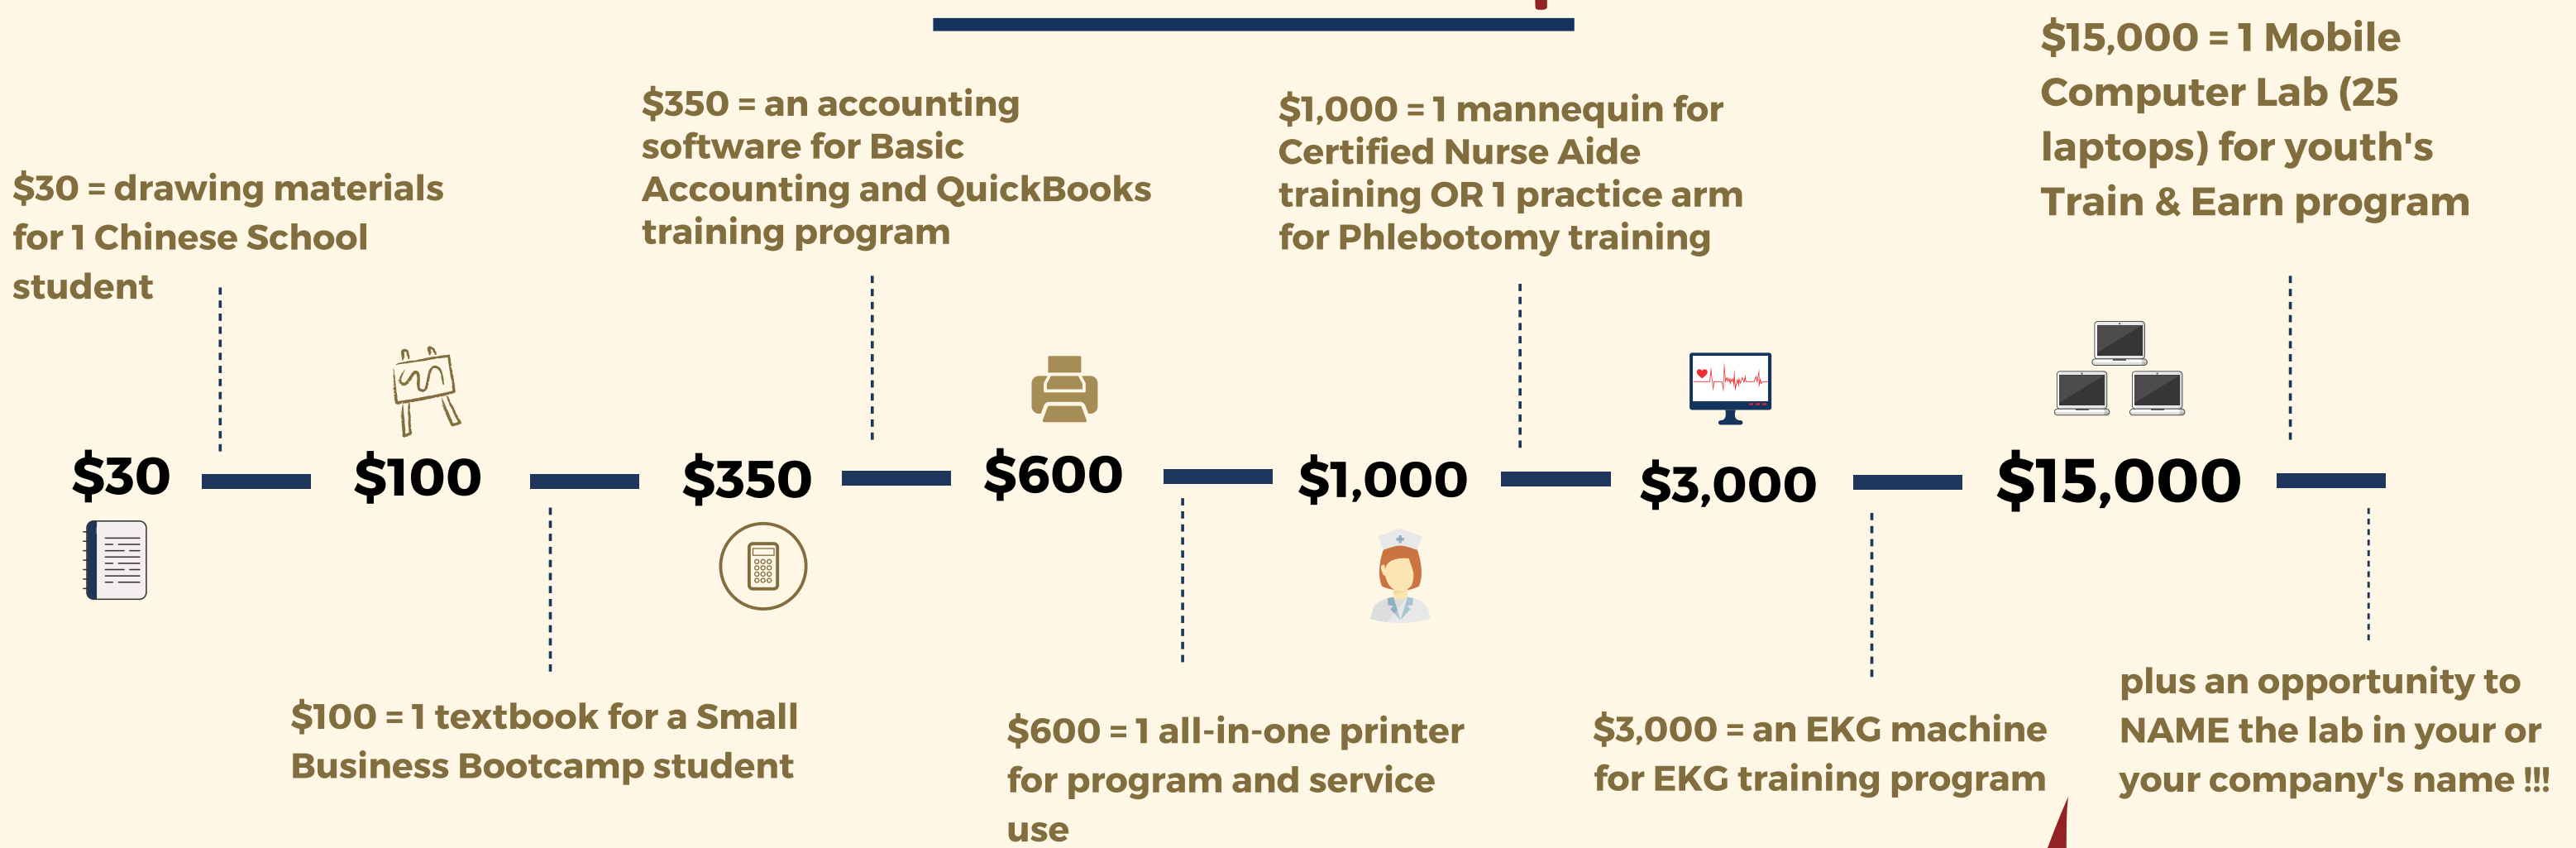 $30 = drawing materials
for 1 Chinese School
student
$350 = an accounting
software for Basic
Accounting and QuickBooks
training program
$1,000 = 1 mannequin for
Certified Nurse Aide
training OR 1 practice arm
for Phlebotomy training
$15,000 = 1 Mobile
Computer Lab (25
laptops) for youth's
Train & Earn program
$30
$100
$350
$600
$1,000
$3,000
$15,000
$100 = 1 textbook for a Small
Business Bootcamp student
$600 = 1 all-in-one printer
for program and service
use
$3,000 = an EKG machine
for EKG training program
plus an opportunity to
NAME the lab in your or
your company's name !!!